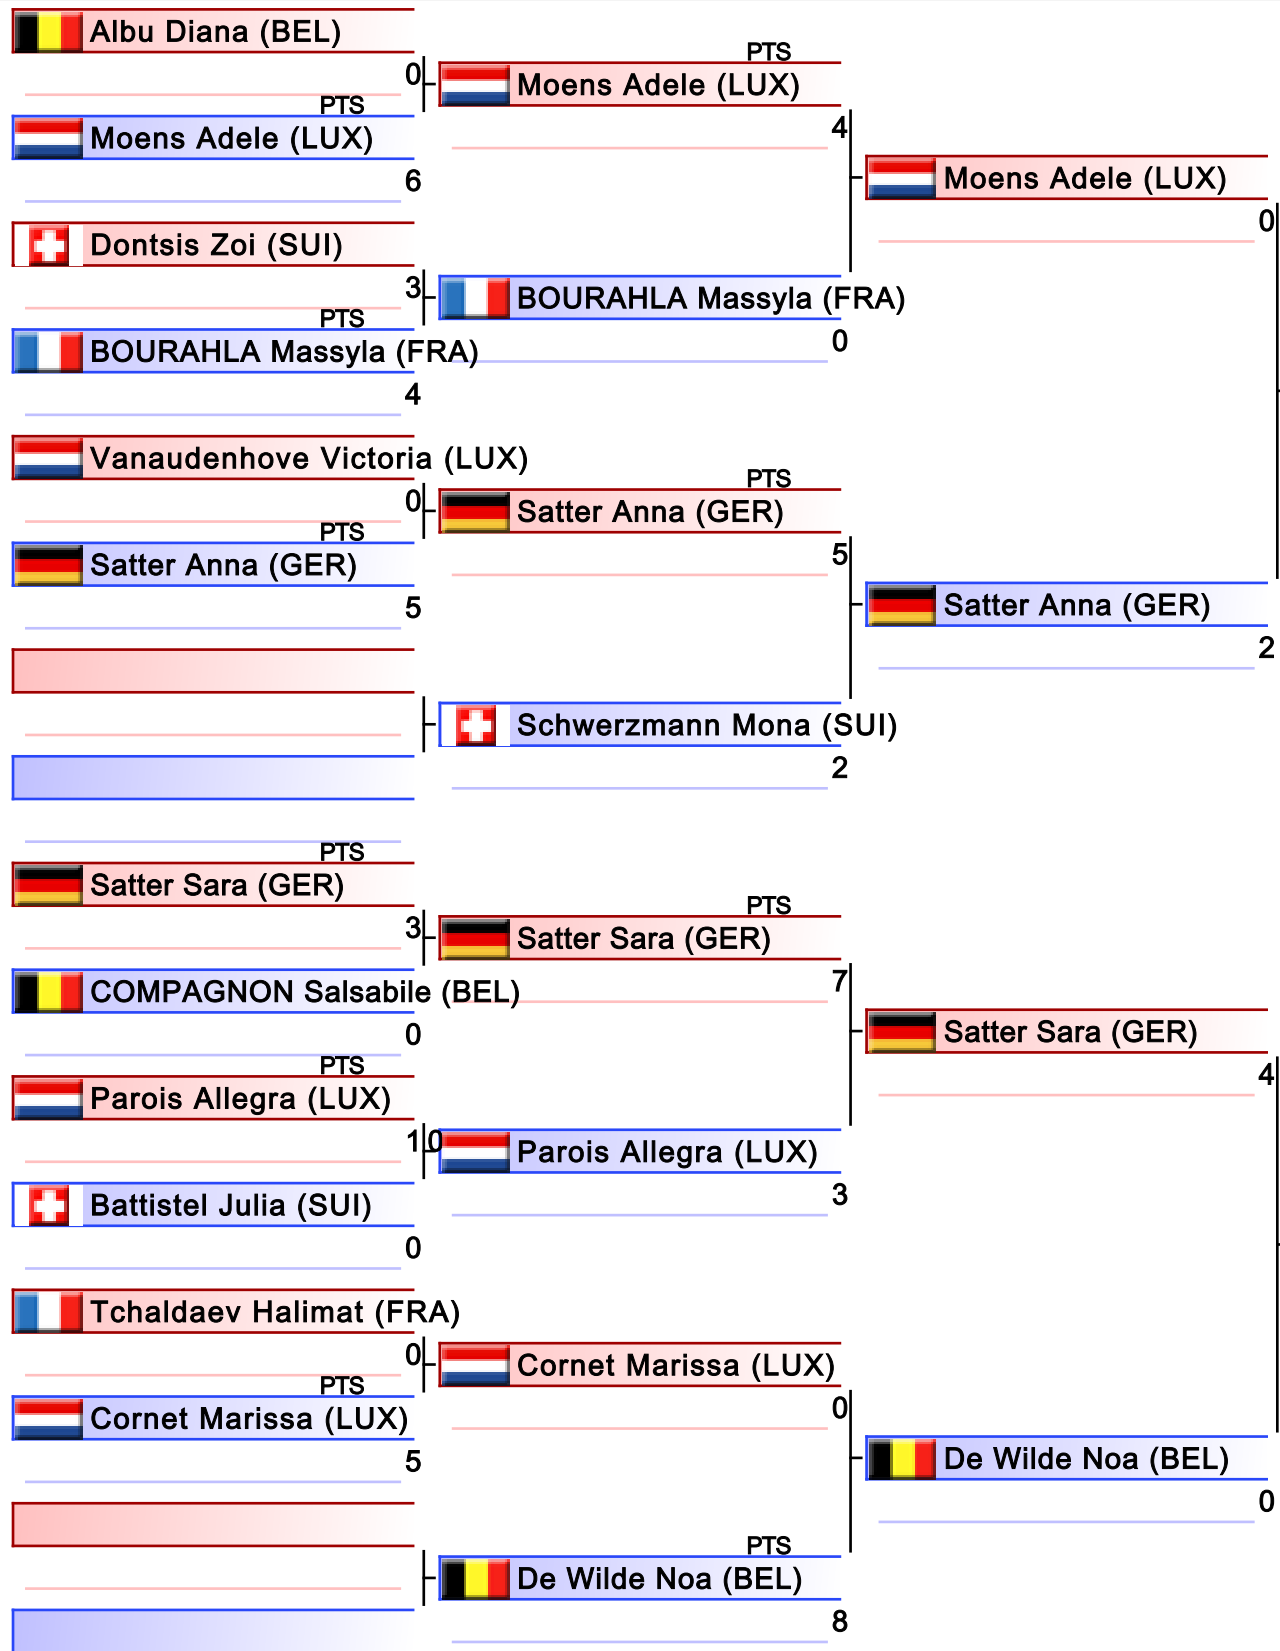 Albu Diana (BEL)
0
PTS
Moens Adele (LUX)
6
Dontsis Zoi (SUI)
3
PTS
BOURAHLA Massyla (FRA)
4
Vanaudenhove Victoria (LUX)
0
PTS
Satter Anna (GER)
5
PTS
Satter Sara (GER)
3
COMPAGNON Salsabile (BEL)
0
PTS
Parois Allegra (LUX)
10
Battistel Julia (SUI)
0
Tchaldaev Halimat (FRA)
0
PTS
Cornet Marissa (LUX)
5
PTS
Moens Adele (LUX)
4
BOURAHLA Massyla (FRA)
0
PTS
Satter Anna (GER)
5
Schwerzmann Mona (SUI)
2
PTS
Satter Sara (GER)
7
Parois Allegra (LUX)
3
Cornet Marissa (LUX)
0
PTS
De Wilde Noa (BEL)
8
Moens Adele (LUX)
0
Satter Anna (GER)
2
Satter Sara (GER)
4
De Wilde Noa (BEL)
0